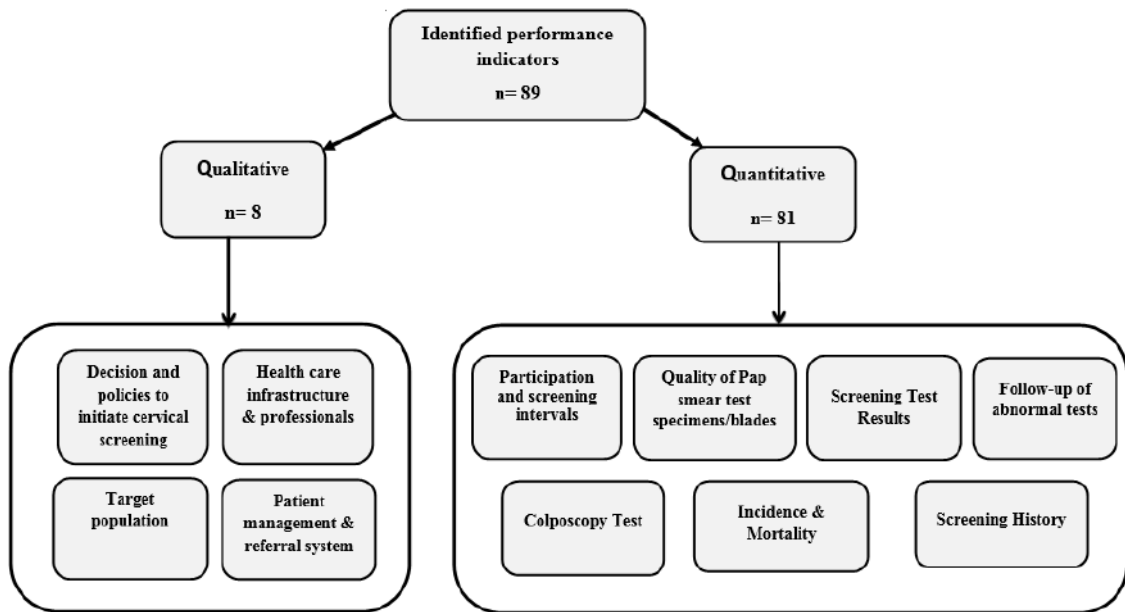 Identified performance
indicators
n= 89
Qualitative
n= 8
Quantitative
n= 81
Decision and
policies to
initiate cervical
screening
Health care
infrastructure
& professionals
Target
population
Patient
management &
referral system
Participation
and screening
intervals
Quality of Pap
smear test
specimens/blades
Screening Test
Results
Follow-up of
abnormal tests
Colposcopy Test
Incidence &
Mortality
Screening History